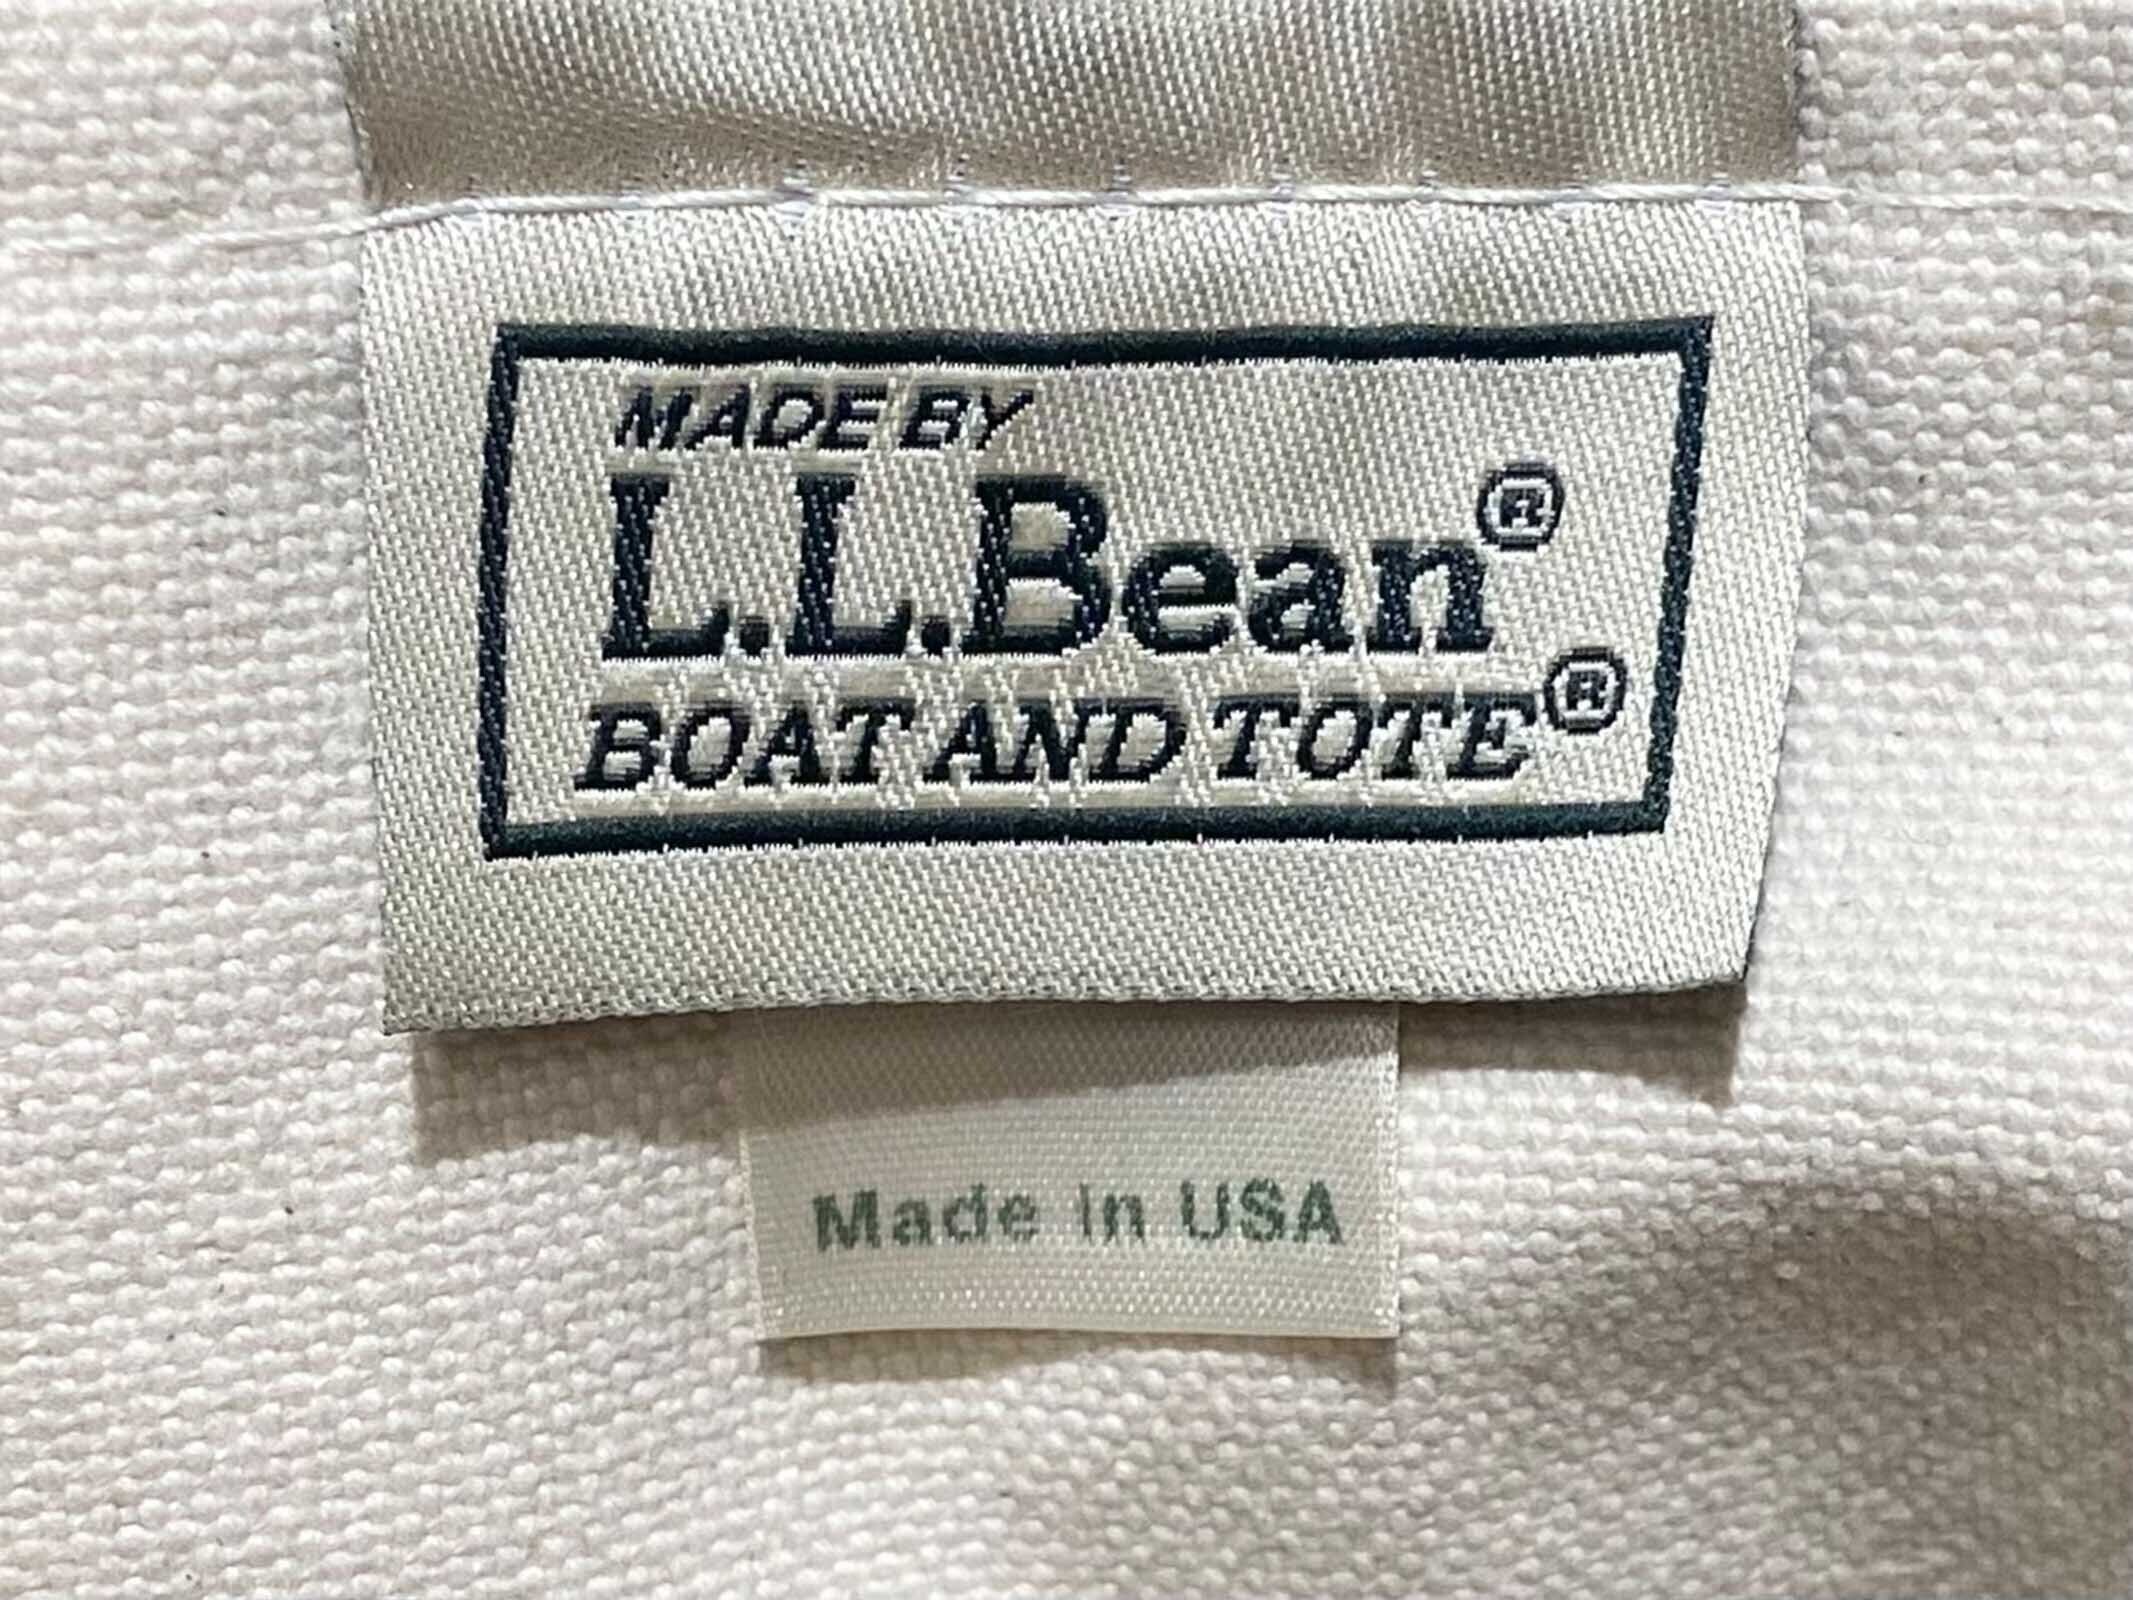 MADE BY
L.L.Bean®
BOAT AND TOTE®
Made in USA